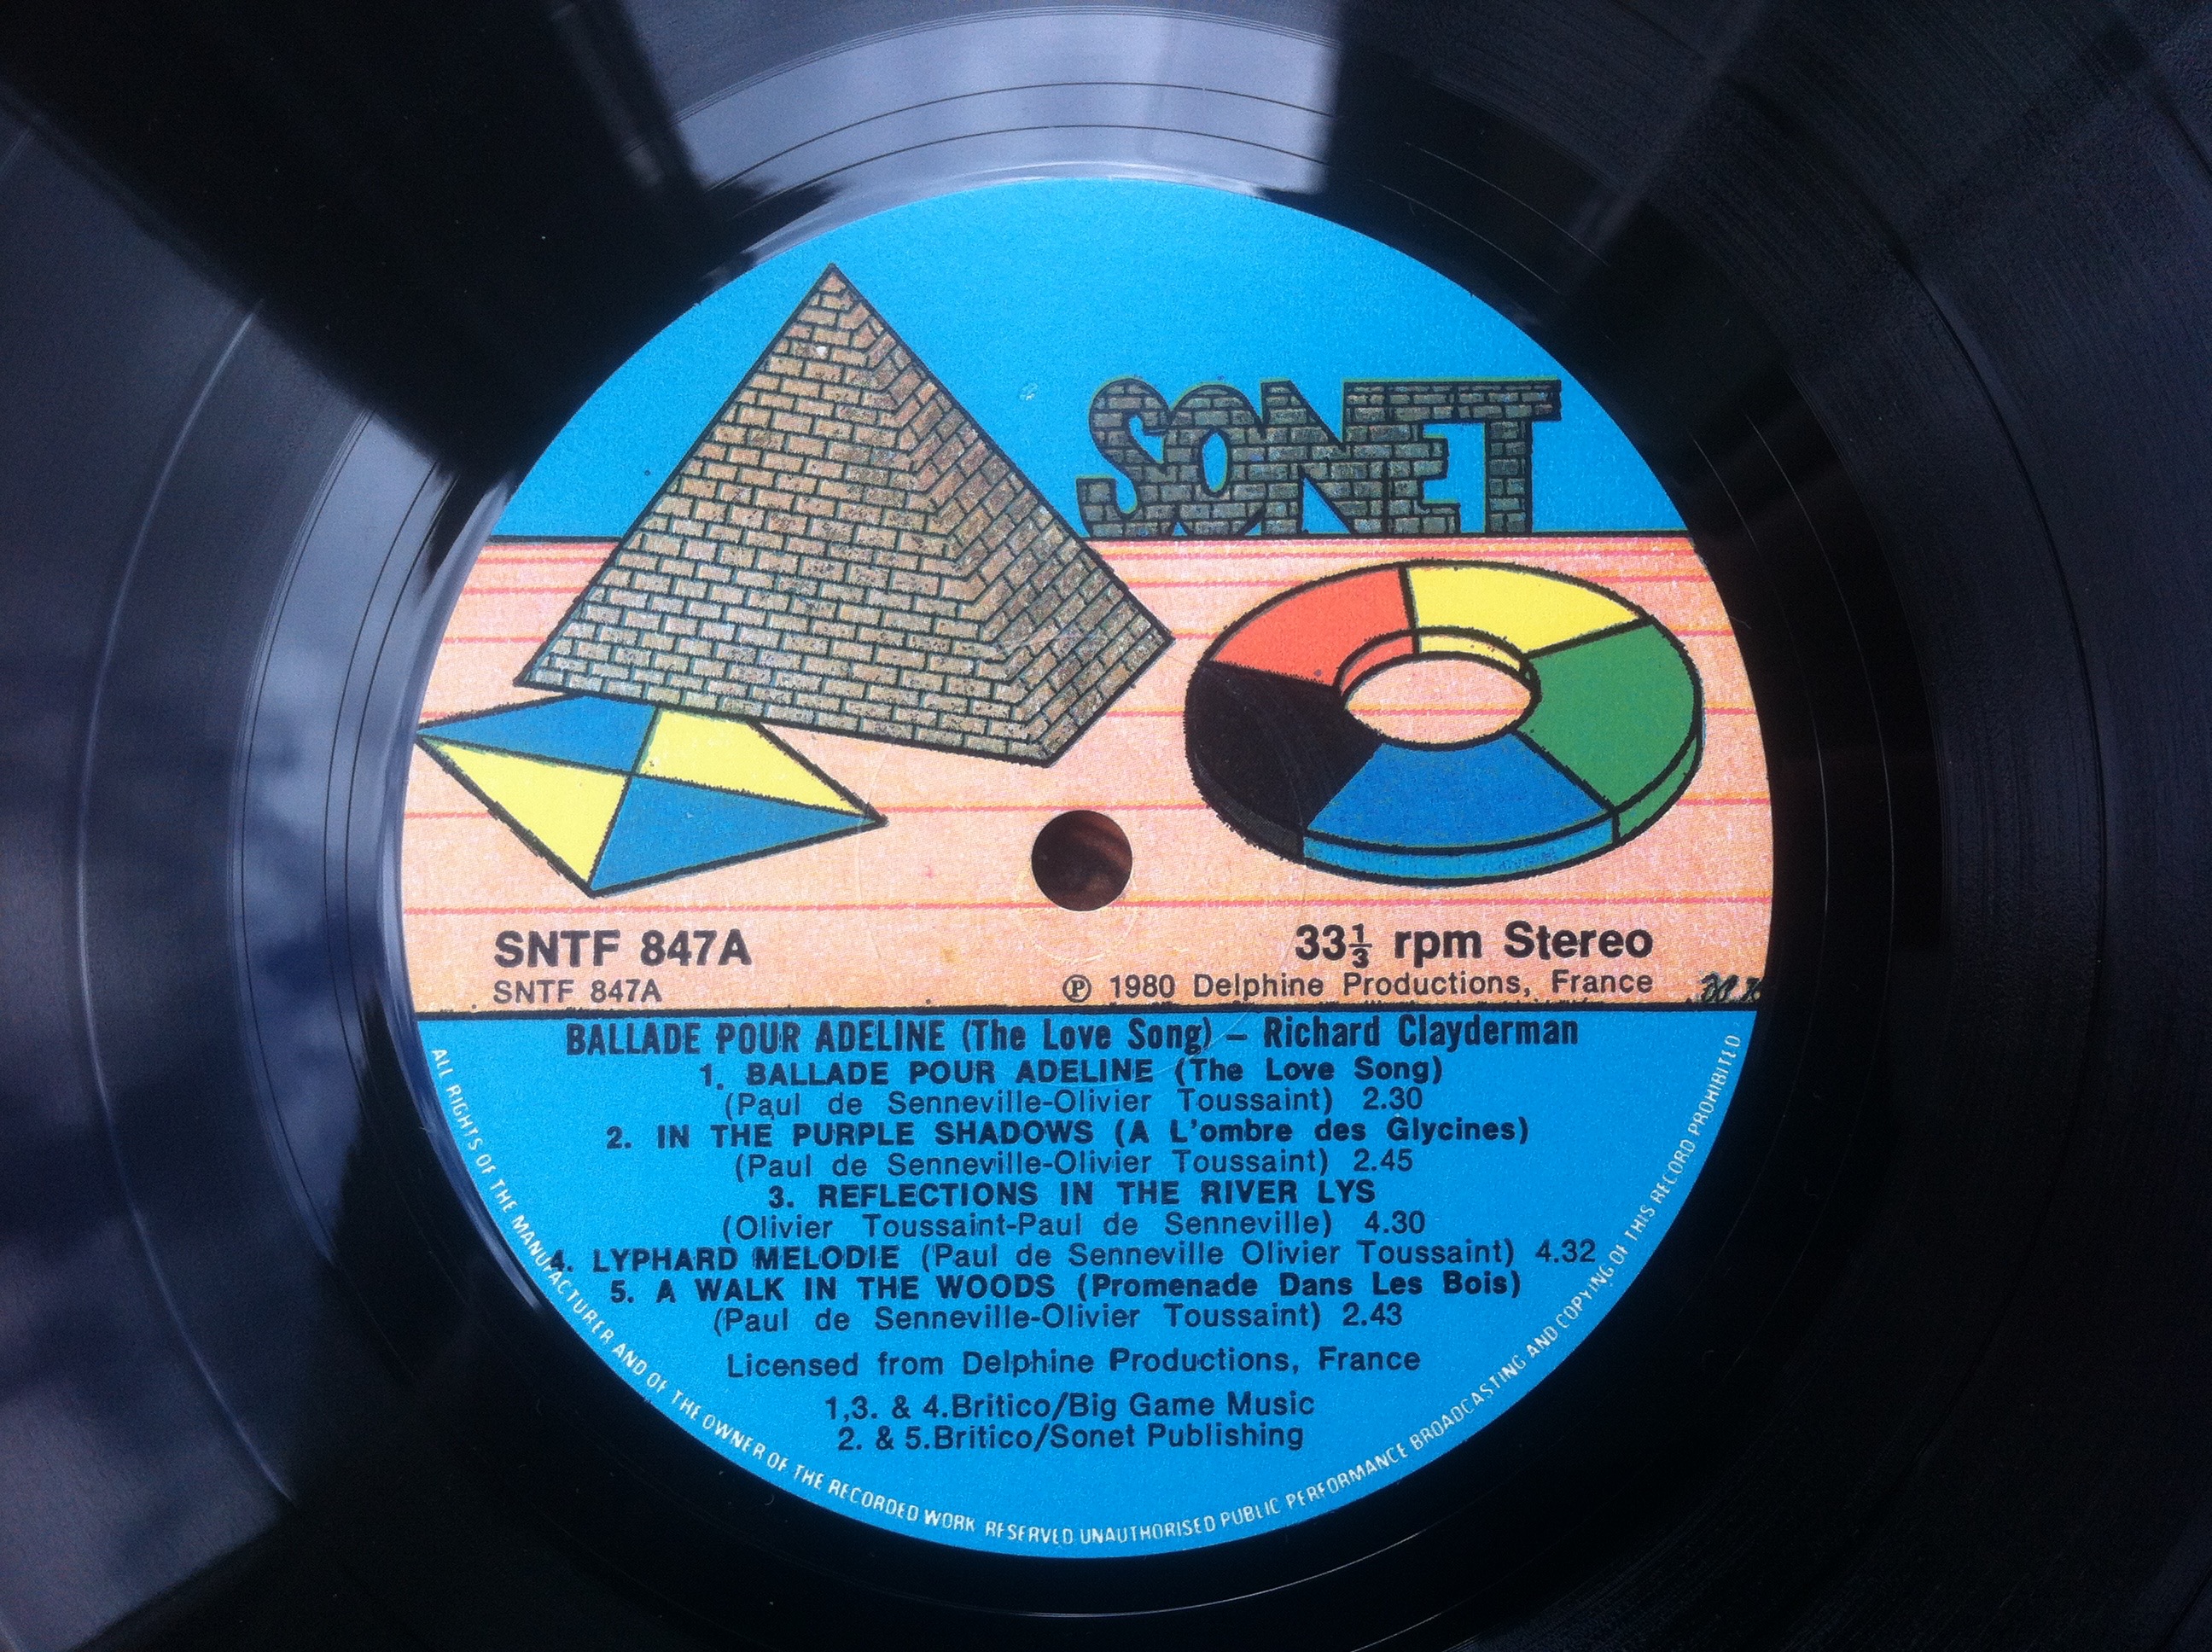 SONET
SNTF 847A
33⅓ rpm Stereo
SNTF 847A
℗ 1980 Delphine Productions, France
BALLADE POUR ADELINE (The Love Song) – Richard Clayderman
1. BALLADE POUR ADELINE (The Love Song)
(Paul de Senneville-Olivier Toussaint) 2.30
2. IN THE PURPLE SHADOWS (A L'ombre des Glycines)
(Paul de Senneville-Olivier Toussaint) 2.45
3. REFLECTIONS IN THE RIVER LYS
(Olivier Toussaint-Paul de Senneville) 4.30
4. LYPHARD MELODIE (Paul de Senneville Olivier Toussaint) 4.32
5. A WALK IN THE WOODS (Promenade Dans Les Bois)
(Paul de Senneville-Olivier Toussaint) 2.43
Licensed from Delphine Productions, France
1,3. & 4.Britico/Big Game Music
2. & 5.Britico/Sonet Publishing
ALL RIGHTS OF THE MANUFACTURER AND OF THE OWNER OF THE RECORDED WORK RESERVED UNAUTHORISED PUBLIC PERFORMANCE BROADCASTING AND COPYING OF THIS RECORD PROHIBITED